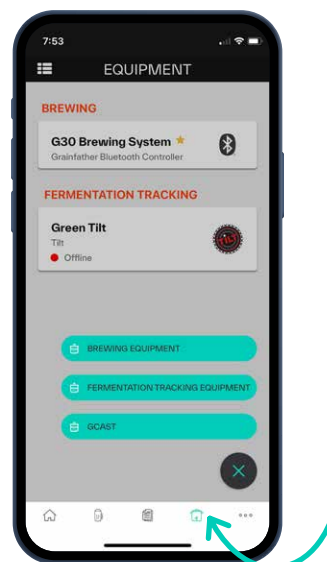 7:53
EQUIPMENT
BREWING
G30 Brewing System
Grainfather Bluetooth Controller
FERMENTATION TRACKING
Green Tilt
Tilt
TILT
Offline
BREWING EQUIPMENT
FERMENTATION TRACKING EQUIPMENT
GCAST